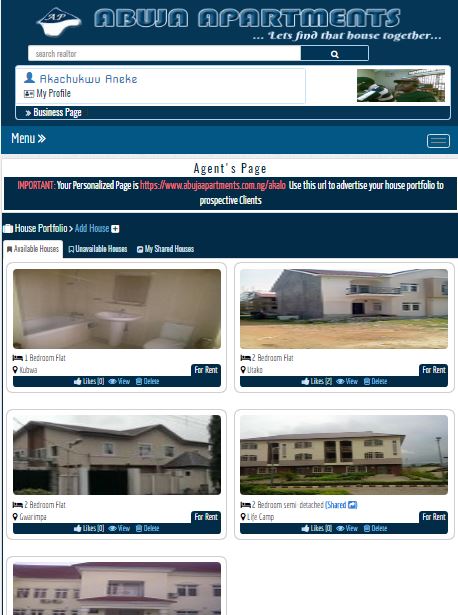 AP ABUJA APARTMENTS
... Lets find that house together...
search realtor
Akachukwu Aneke
My Profile
» Business Page
Menu »
Agent's Page
IMPORTANT: Your Personalized Page is https://www.abujaapartments.com.ng/akalo Use this url to advertise your house portfolio to
prospective Clients
House Portfolio > Add House
Available Houses Unavailable Houses My Shared Houses
1 Bedroom Flat
Kubwa
For Rent
Likes [0] View Delete
2 Bedroom Flat
Utako
For Rent
Likes [2] View Delete
2 Bedroom Flat
Gwarimpa
For Rent
Likes [0] View Delete
2 Bedroom semi-detached (Shared)
Life Camp
For Rent
Likes [0] View Delete